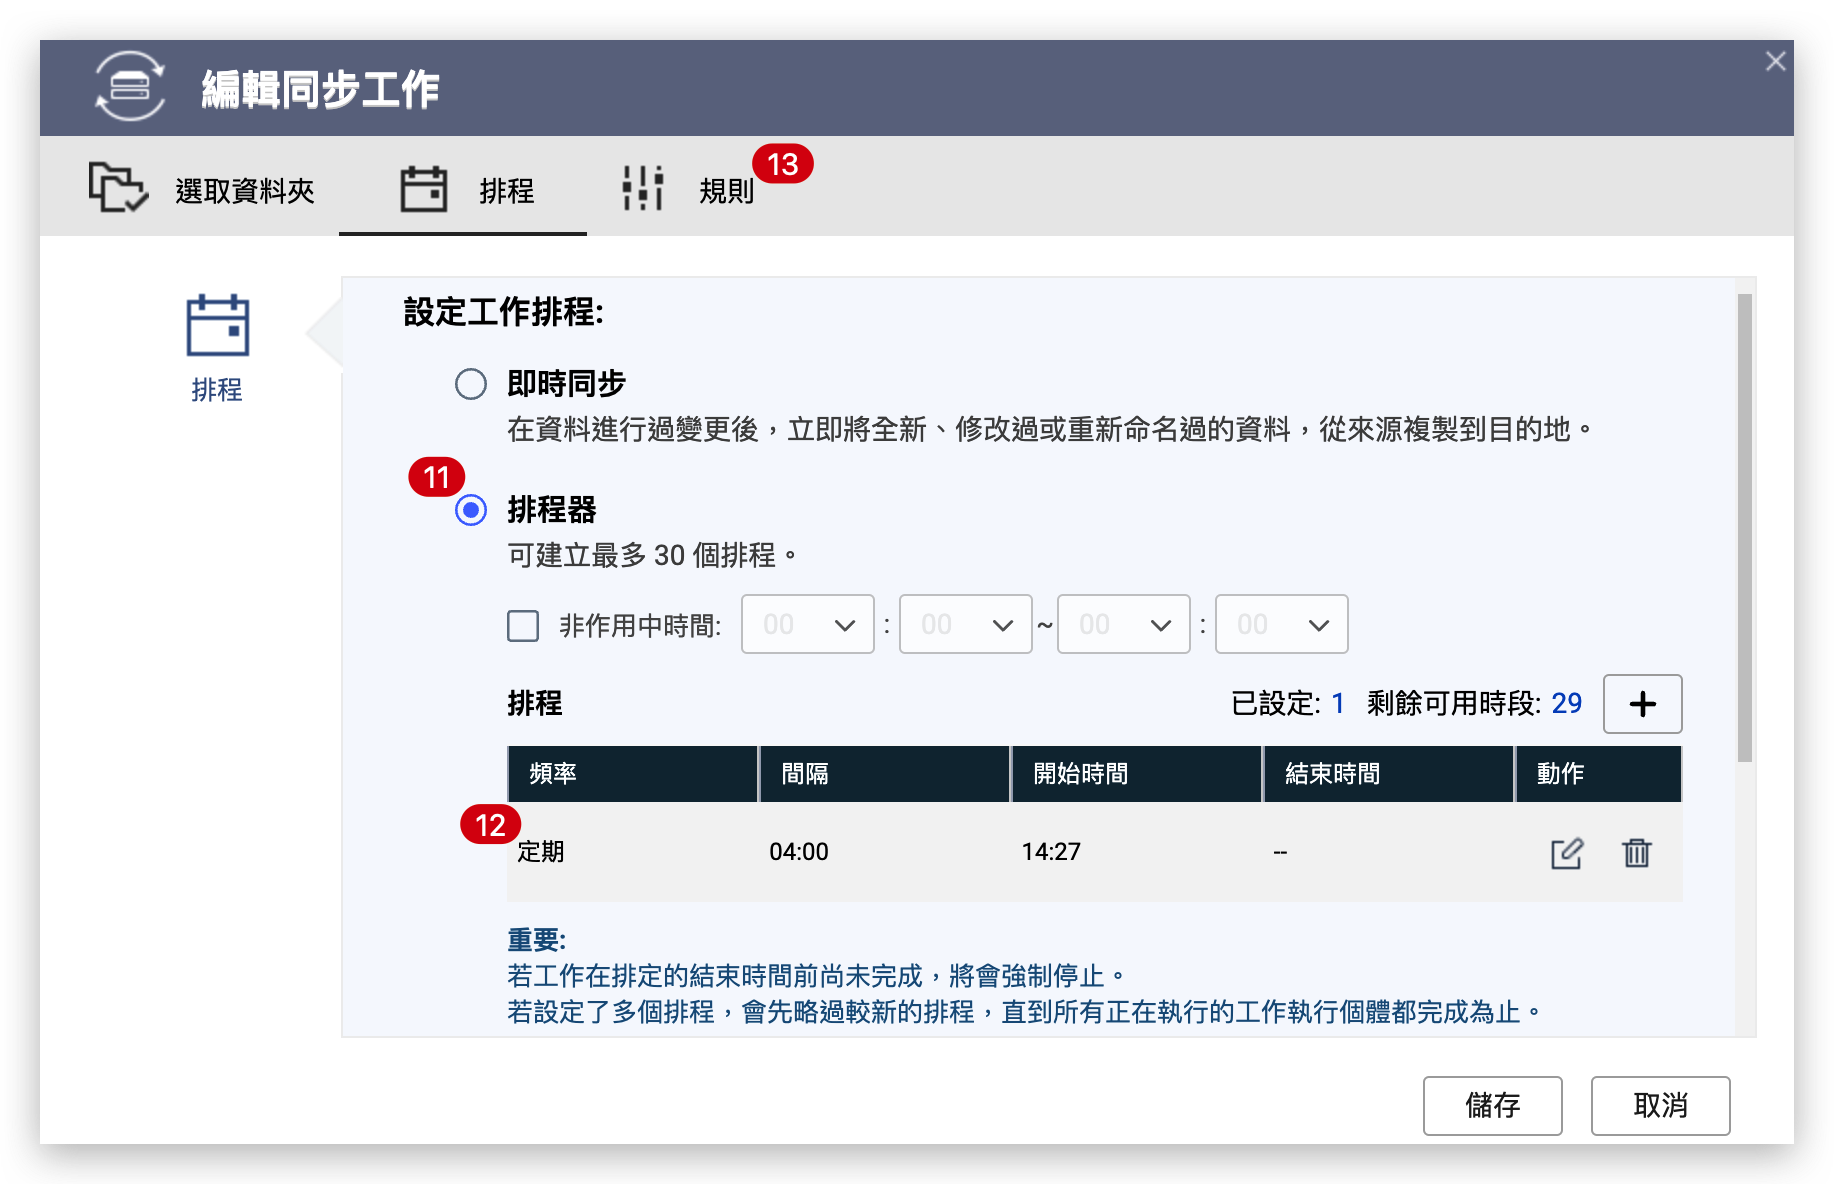 編輯同步工作
選取資料夾
排程
規則
13
排程
設定工作排程:
即時同步
在資料進行過變更後，立即將全新、修改過或重新命名過的資料，從來源複製到目的地。
11
排程器
可建立最多 30 個排程。
非作用中時間: 00 : 00 ~ 00 : 00
排程 已設定: 1 剩餘可用時段: 29 +
頻率 間隔 開始時間 結束時間 動作
12
定期 04:00 14:27 --
重要:
若工作在排定的結束時間前尚未完成，將會強制停止。
若設定了多個排程，會先略過較新的排程，直到所有正在執行的工作執行個體都完成為止。
儲存 取消